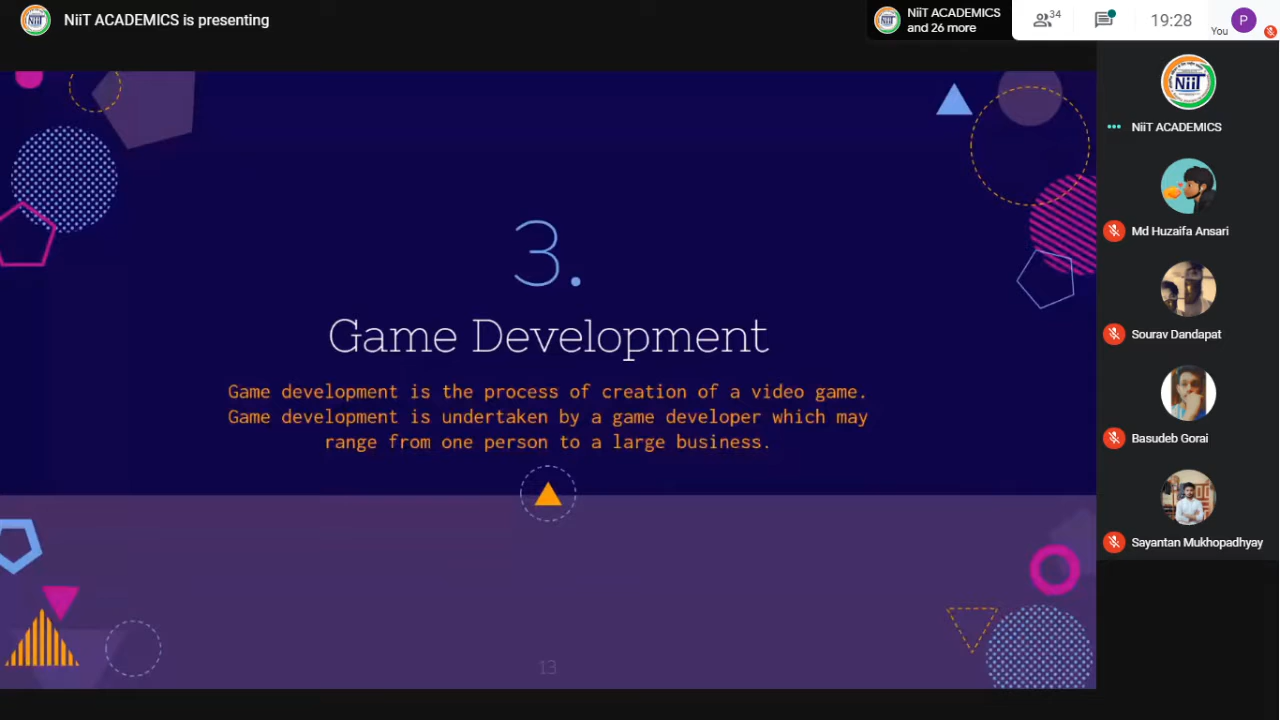 NiiT ACADEMICS is presenting
NiiT ACADEMICS
and 26 more
34
19:28
You
P
3.
Game Development
Game development is the process of creation of a video game.
Game development is undertaken by a game developer which may
range from one person to a large business.
13
NiiT
NiiT ACADEMICS
Md Huzaifa Ansari
Sourav Dandapat
Basudeb Gorai
Sayantan Mukhopadhyay